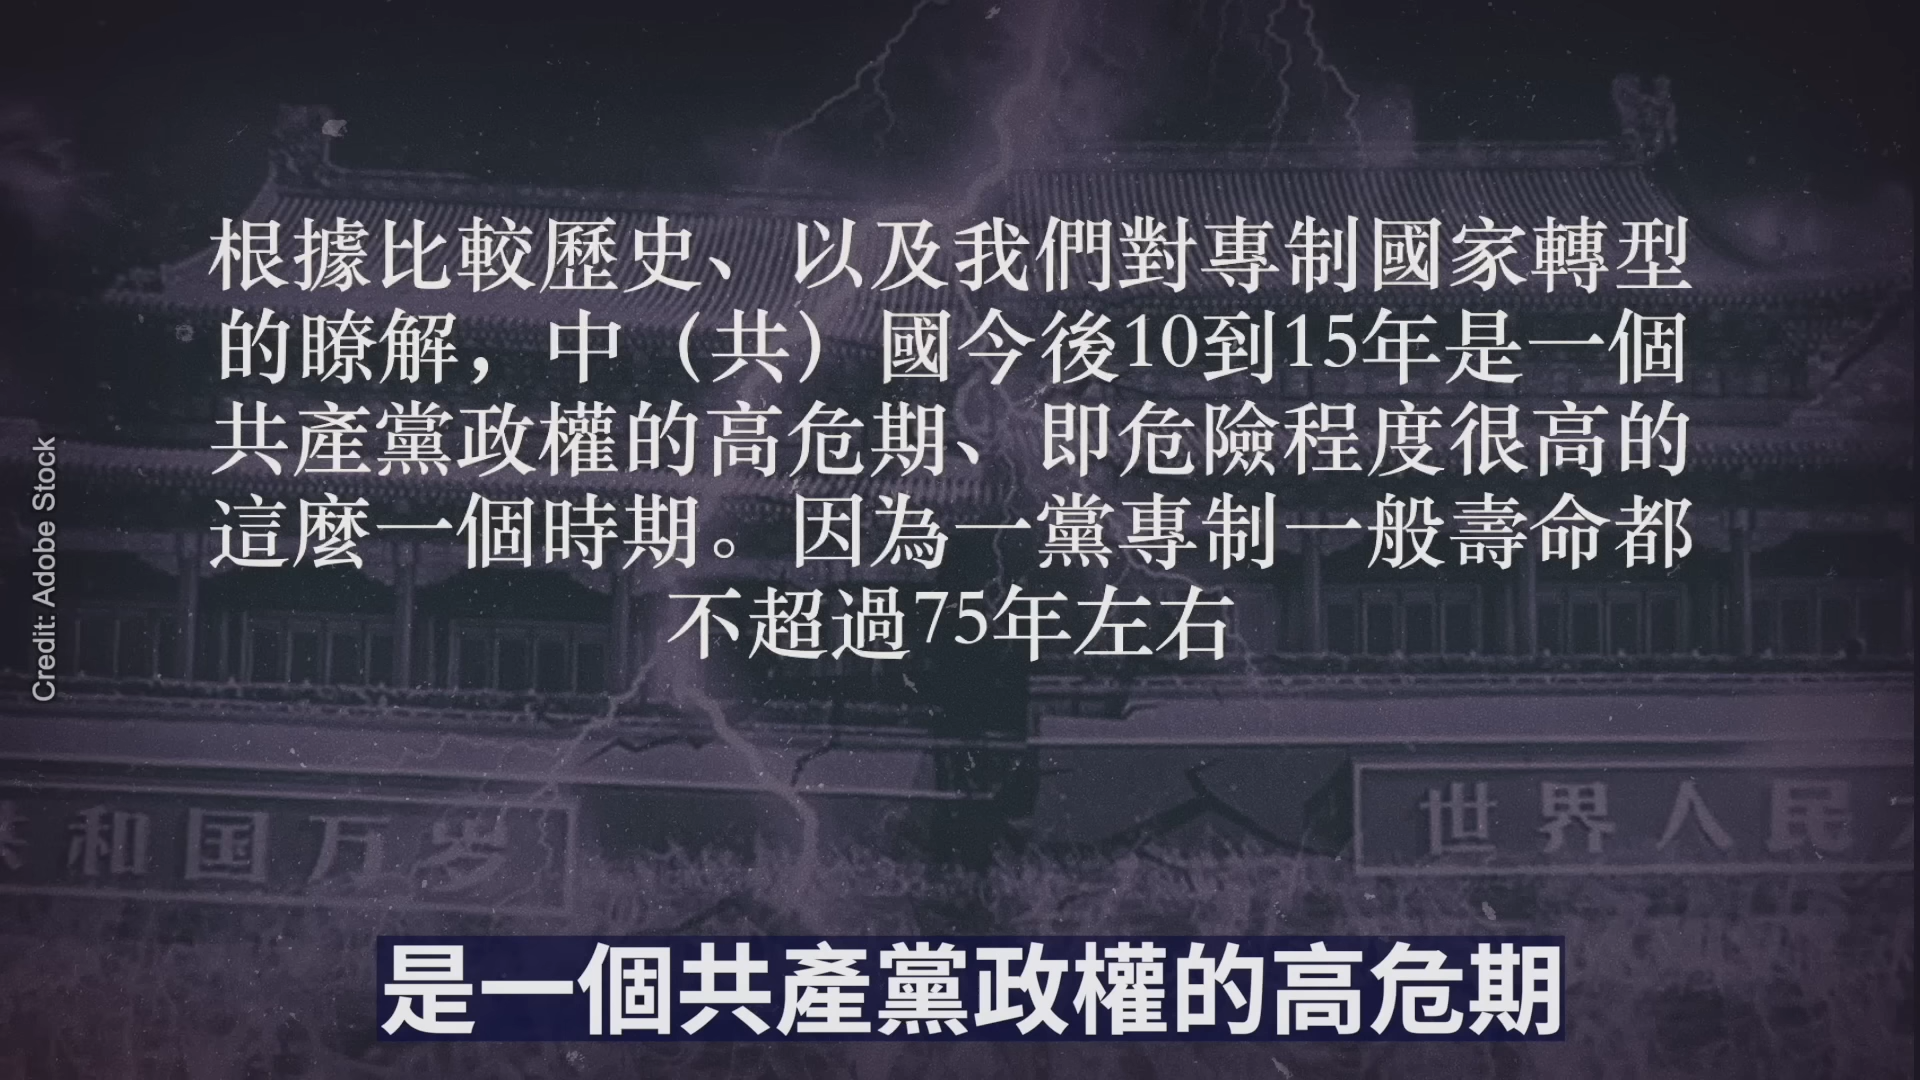 根據比較歷史、以及我們對專制國家轉型
的瞭解，中（共）國今後10到15年是一個
共產黨政權的高危期、即危險程度很高的
這麼一個時期。因為一黨專制一般壽命都
不超過75年左右
Credit: Adobe Stock
和国万岁
世界人民
是一個共產黨政權的高危期